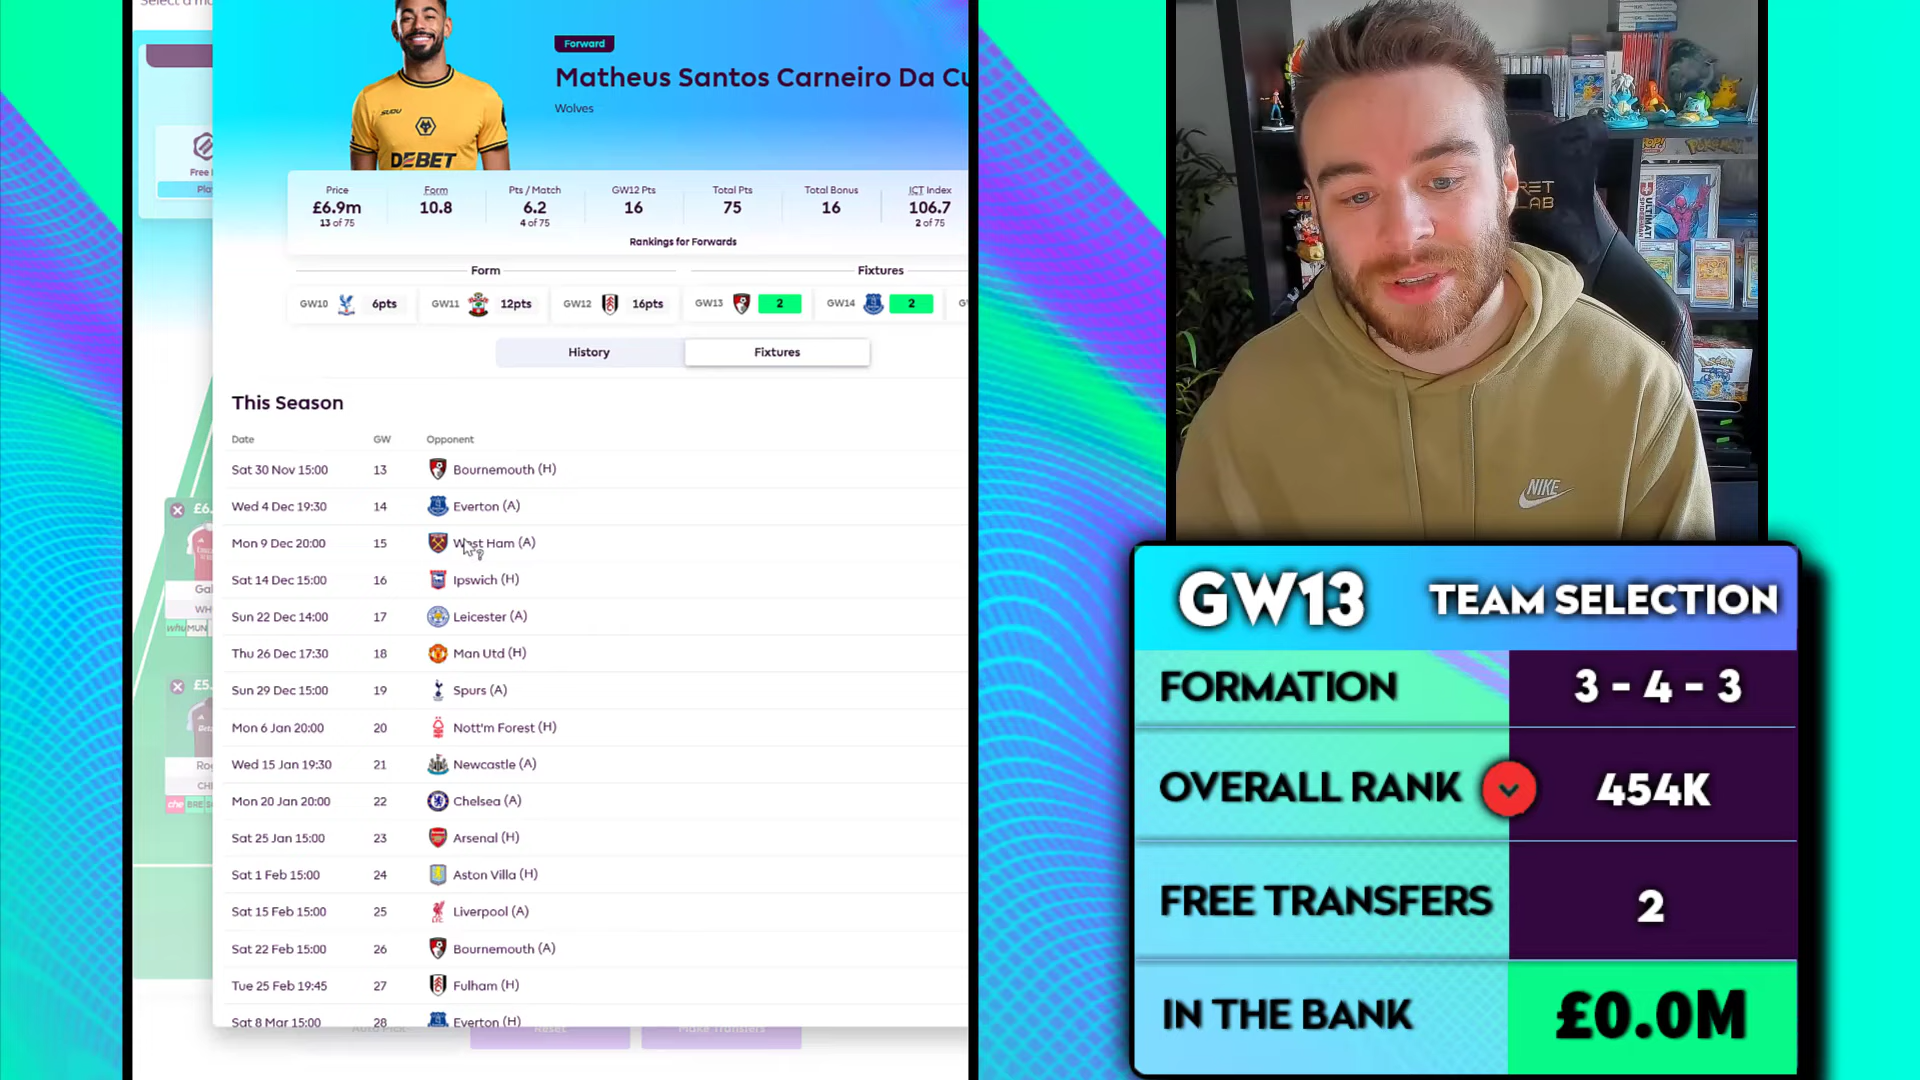 Forward
Matheus Santos Carneiro Da Cu
Wolves
SUDU
DEBET
Price
£6.9m
13 of 75
Form
10.8
Pts / Match
6.2
4 of 75
GW12 Pts
16
Total Pts
75
Total Bonus
16
ICT Index
106.7
2 of 75
Rankings for Forwards
Form
Fixtures
GW10 6pts
GW11 12pts
GW12 16pts
GW13 2
GW14 2
History
Fixtures
This Season
Date GW Opponent
Sat 30 Nov 15:00 13 Bournemouth (H)
Wed 4 Dec 19:30 14 Everton (A)
Mon 9 Dec 20:00 15 West Ham (A)
Sat 14 Dec 15:00 16 Ipswich (H)
Sun 22 Dec 14:00 17 Leicester (A)
Thu 26 Dec 17:30 18 Man Utd (H)
Sun 29 Dec 15:00 19 Spurs (A)
Mon 6 Jan 20:00 20 Nott'm Forest (H)
Wed 15 Jan 19:30 21 Newcastle (A)
Mon 20 Jan 20:00 22 Chelsea (A)
Sat 25 Jan 15:00 23 Arsenal (H)
Sat 1 Feb 15:00 24 Aston Villa (H)
Sat 15 Feb 15:00 25 Liverpool (A)
Sat 22 Feb 15:00 26 Bournemouth (A)
Tue 25 Feb 19:45 27 Fulham (H)
Sat 8 Mar 15:00 28 Everton (H)
Auto Pick
Reset
Make Transfers
NIKE
GW13 TEAM SELECTION
FORMATION 3 - 4 - 3
OVERALL RANK 454K
FREE TRANSFERS 2
IN THE BANK £0.0M